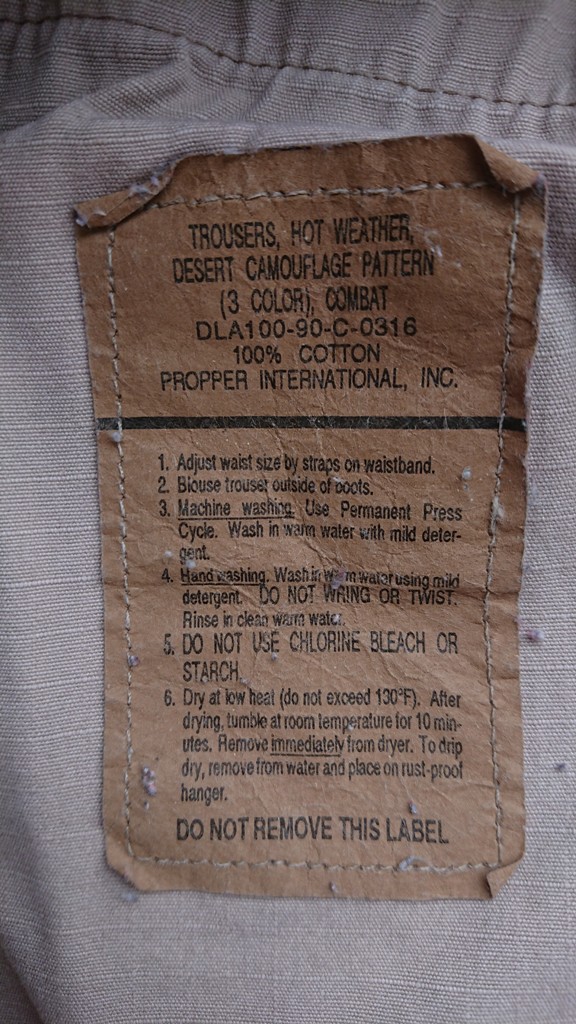 TROUSERS, HOT WEATHER,
DESERT CAMOUFLAGE PATTERN
(3 COLOR), COMBAT
DLA100-90-C-0316
100% COTTON
PROPPER INTERNATIONAL, INC.
1. Adjust waist size by straps on waistband.
2. Blouse trouser outside of boots.
3. Machine washing. Use Permanent Press
Cycle. Wash in warm water with mild deter-
gent.
4. Hand washing. Wash in warm water using mild
detergent. DO NOT WRING OR TWIST.
Rinse in clean warm water.
5. DO NOT USE CHLORINE BLEACH OR
STARCH.
6. Dry at low heat (do not exceed 130°F). After
drying, tumble at room temperature for 10 min-
utes. Remove immediately from dryer. To drip
dry, remove from water and place on rust-proof
hanger.
DO NOT REMOVE THIS LABEL